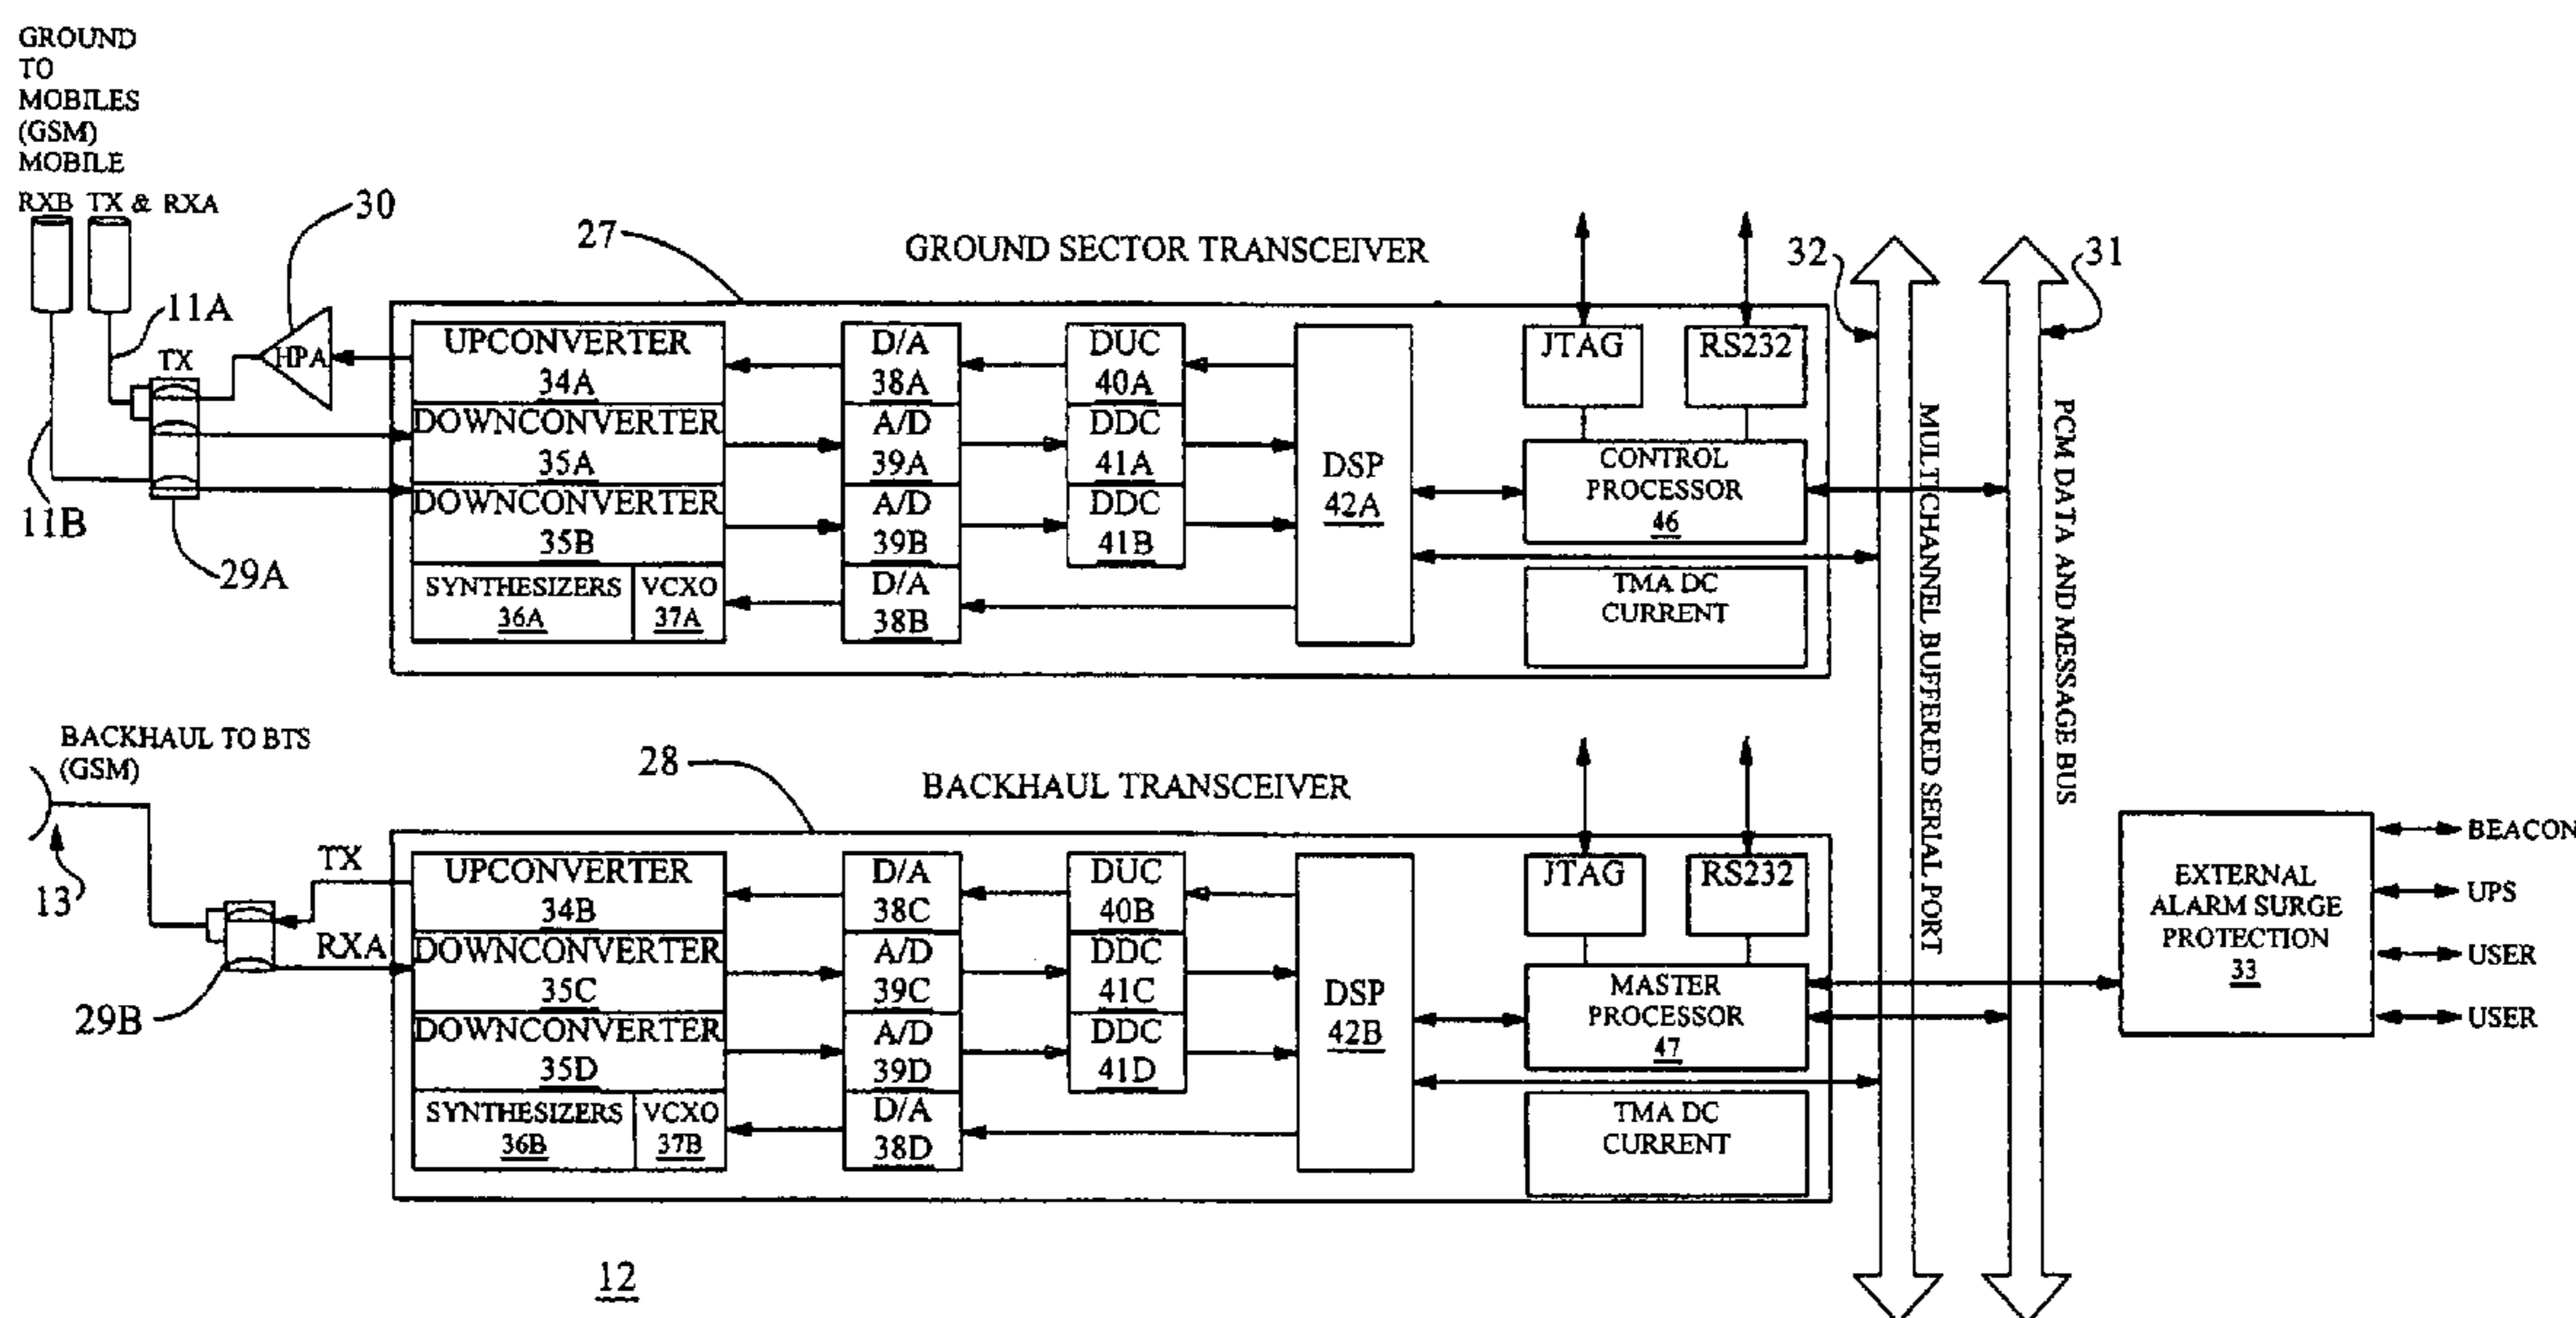 GROUND
TO
MOBILES
(GSM)
MOBILE
RXB TX & RXA
30
11A
TX
HPA
11B
29A
27
GROUND SECTOR TRANSCEIVER
UPCONVERTER
34A
DOWNCONVERTER
35A
DOWNCONVERTER
35B
SYNTHESIZERS
36A
VCXO
37A
D/A
38A
A/D
39A
A/D
39B
D/A
38B
DUC
40A
DDC
41A
DDC
41B
DSP
42A
JTAG
RS232
CONTROL
PROCESSOR
46
TMA DC
CURRENT
32
31
MULTICHANNEL BUFFERED SERIAL PORT
PCM DATA AND MESSAGE BUS
BACKHAUL TO BTS
(GSM)
13
TX
RXA
29B
28
BACKHAUL TRANSCEIVER
UPCONVERTER
34B
DOWNCONVERTER
35C
DOWNCONVERTER
35D
SYNTHESIZERS
36B
VCXO
37B
D/A
38C
A/D
39C
A/D
39D
D/A
38D
DUC
40B
DDC
41C
DDC
41D
DSP
42B
JTAG
RS232
MASTER
PROCESSOR
47
TMA DC
CURRENT
EXTERNAL
ALARM SURGE
PROTECTION
33
BEACON
UPS
USER
USER
12